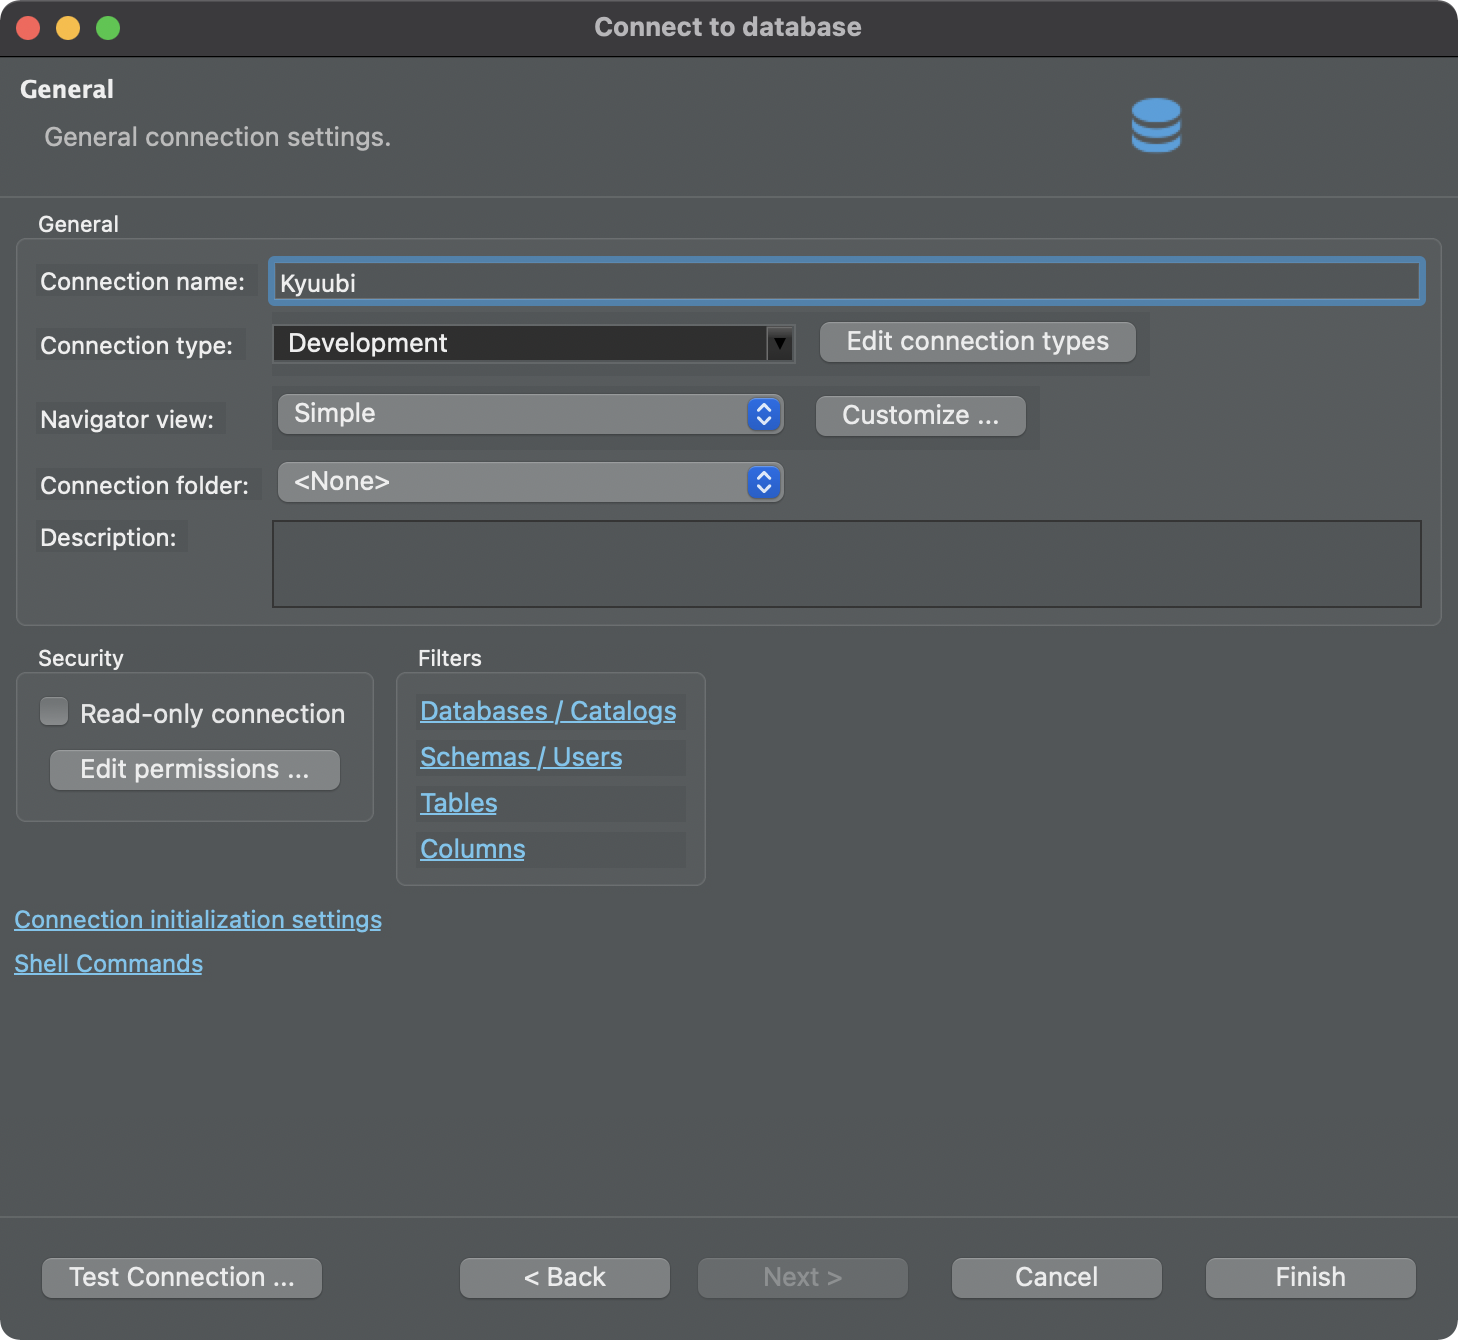 Connect to database
General
General connection settings.
General
Connection name: Kyuubi
Connection type: Development Edit connection types
Navigator view: Simple Customize ...
Connection folder: <None>
Description:
Security
Read-only connection
Edit permissions ...
Filters
Databases / Catalogs
Schemas / Users
Tables
Columns
Connection initialization settings
Shell Commands
Test Connection ... < Back Next > Cancel Finish